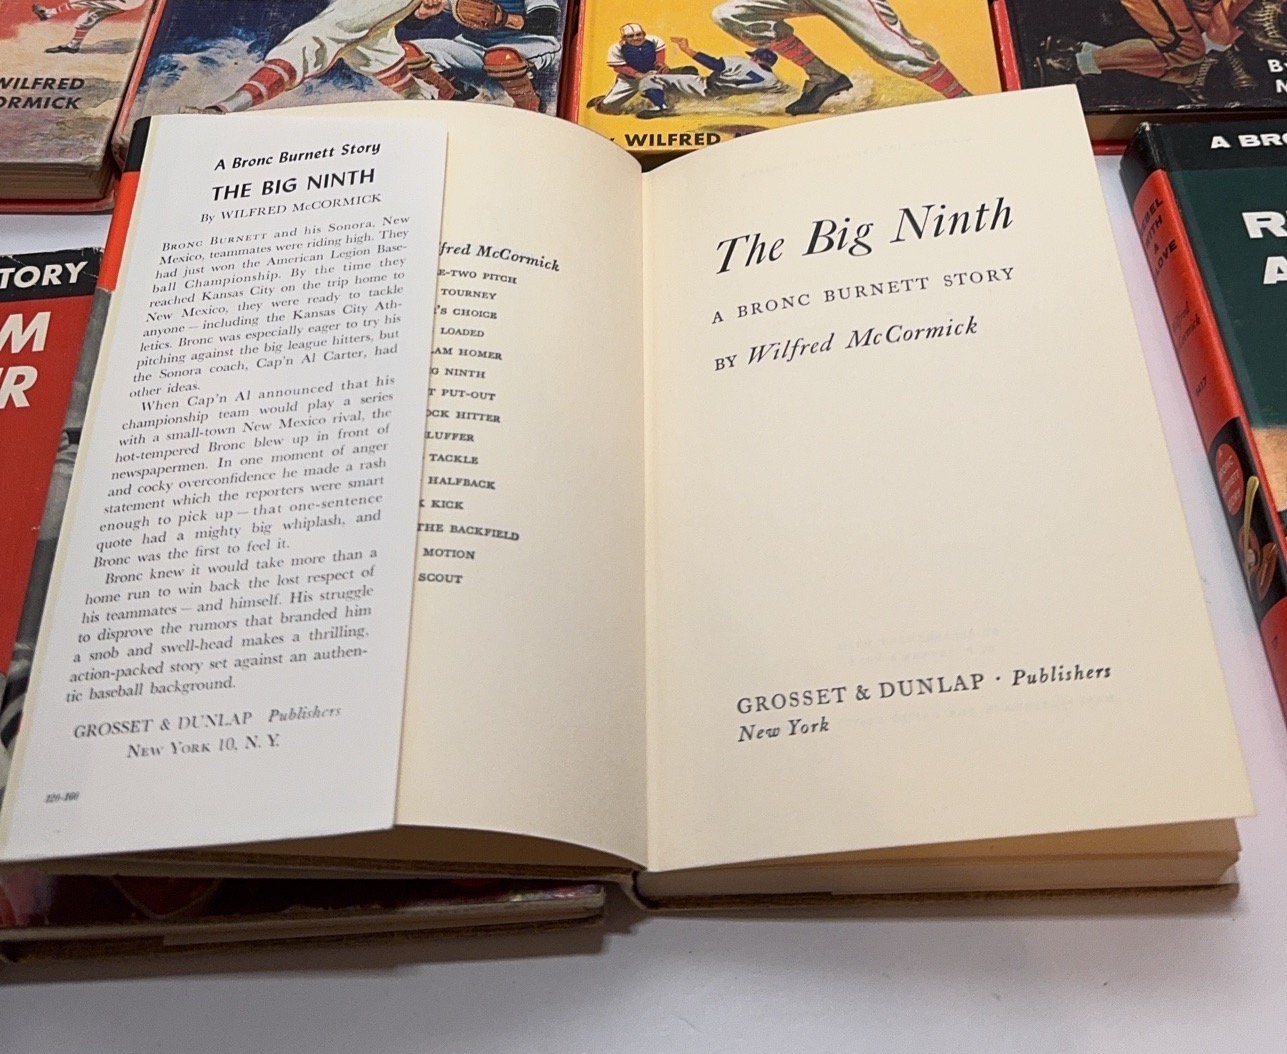 WILFRED
ORMICK
WILFRED
By
A BR
TORY
M
R
R
A
A Bronc Burnett Story
THE BIG NINTH
By WILFRED McCORMICK
BRONC BURNETT and his Sonora, New
Mexico, teammates were riding high. They
had just won the American Legion Base-
ball Championship. By the time they
reached Kansas City on the trip home to
New Mexico, they were ready to tackle
anyone — including the Kansas City Ath-
letics. Bronc was especially eager to try his
pitching against the big league hitters, but
the Sonora coach, Cap'n Al Carter, had
other ideas.
When Cap'n Al announced that his
championship team would play a series
with a small-town New Mexico rival, the
hot-tempered Bronc blew up in front of
newspapermen. In one moment of anger
and cocky overconfidence he made a rash
statement which the reporters were smart
enough to pick up — that one-sentence
quote had a mighty big whiplash, and
Bronc was the first to feel it.
Bronc knew it would take more than a
home run to win back the lost respect of
his teammates — and himself. His struggle
to disprove the rumors that branded him
a snob and swell-head makes a thrilling,
action-packed story set against an authen-
tic baseball background.
GROSSET & DUNLAP Publishers
NEW YORK 10, N. Y.
220-160
fred McCormick
E-TWO PITCH
TOURNEY
'S CHOICE
LOADED
AM HOMER
G NINTH
T PUT-OUT
OCK HITTER
LUFFER
TACKLE
HALFBACK
K KICK
THE BACKFIELD
MOTION
SCOUT
The Big Ninth
A BRONC BURNETT STORY
BY Wilfred McCormick
GROSSET & DUNLAP · Publishers
New York